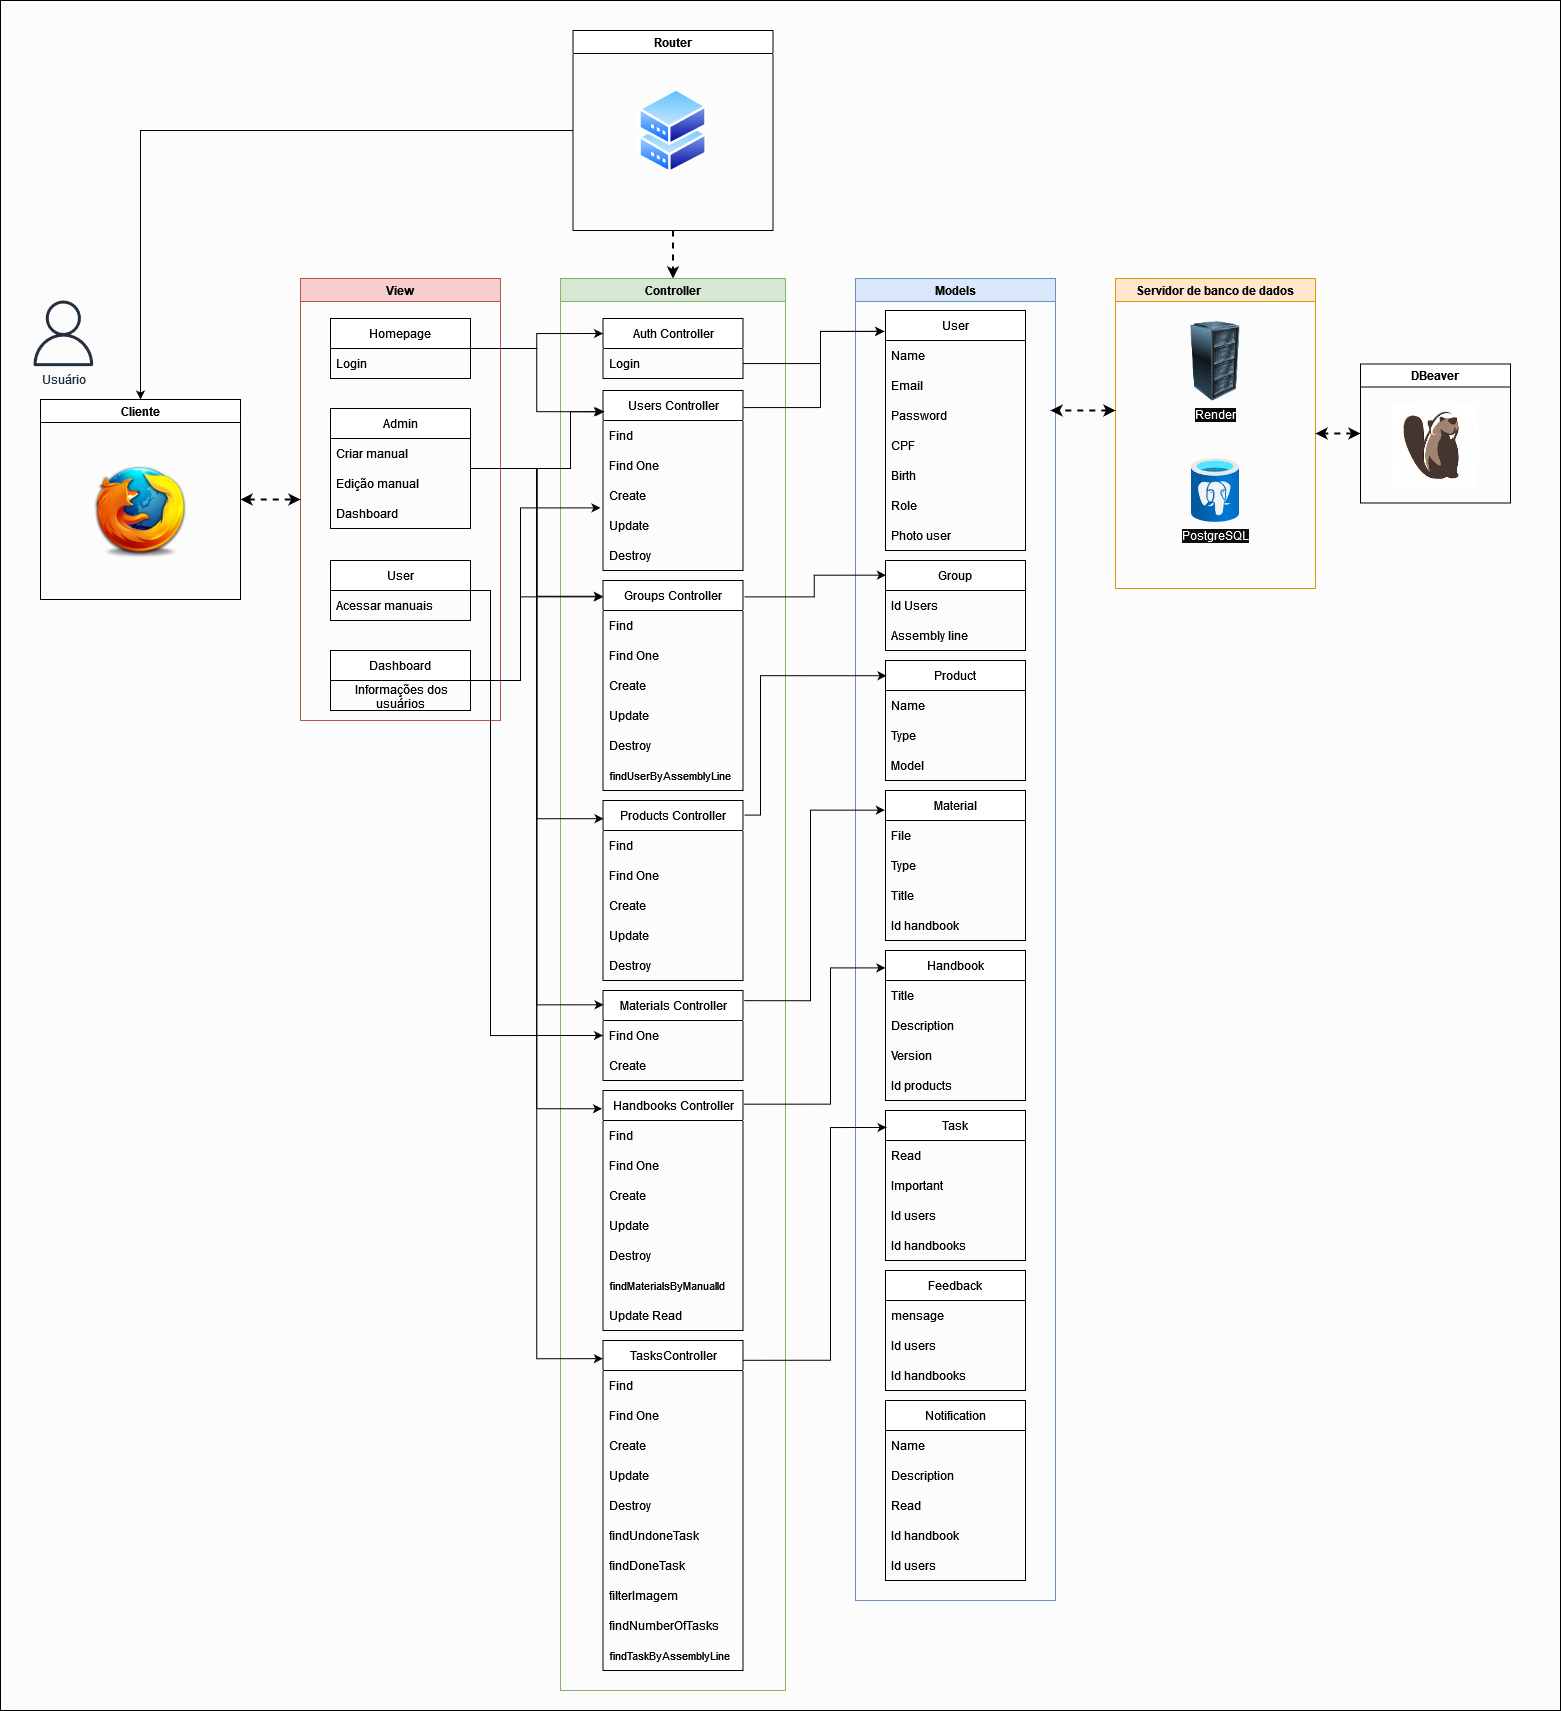 Router
Usuário
Cliente
View
Homepage
Login
Admin
Criar manual
Edição manual
Dashboard
User
Acessar manuais
Dashboard
Informações dos
usuários
Controller
Auth Controller
Login
Users Controller
Find
Find One
Create
Update
Destroy
Groups Controller
Find
Find One
Create
Update
Destroy
findUserByAssemblyLine
Products Controller
Find
Find One
Create
Update
Destroy
Materials Controller
Find One
Create
Handbooks Controller
Find
Find One
Create
Update
Destroy
findMaterialsByManualId
Update Read
TasksController
Find
Find One
Create
Update
Destroy
findUndoneTask
findDoneTask
filterImagem
findNumberOfTasks
findTaskByAssemblyLine
Models
User
Name
Email
Password
CPF
Birth
Role
Photo user
Group
Id Users
Assembly line
Product
Name
Type
Model
Material
File
Type
Title
Id handbook
Handbook
Title
Description
Version
Id products
Task
Read
Important
Id users
Id handbooks
Feedback
mensage
Id users
Id handbooks
Notification
Name
Description
Read
Id handbook
Id users
Servidor de banco de dados
Render
PostgreSQL
DBeaver